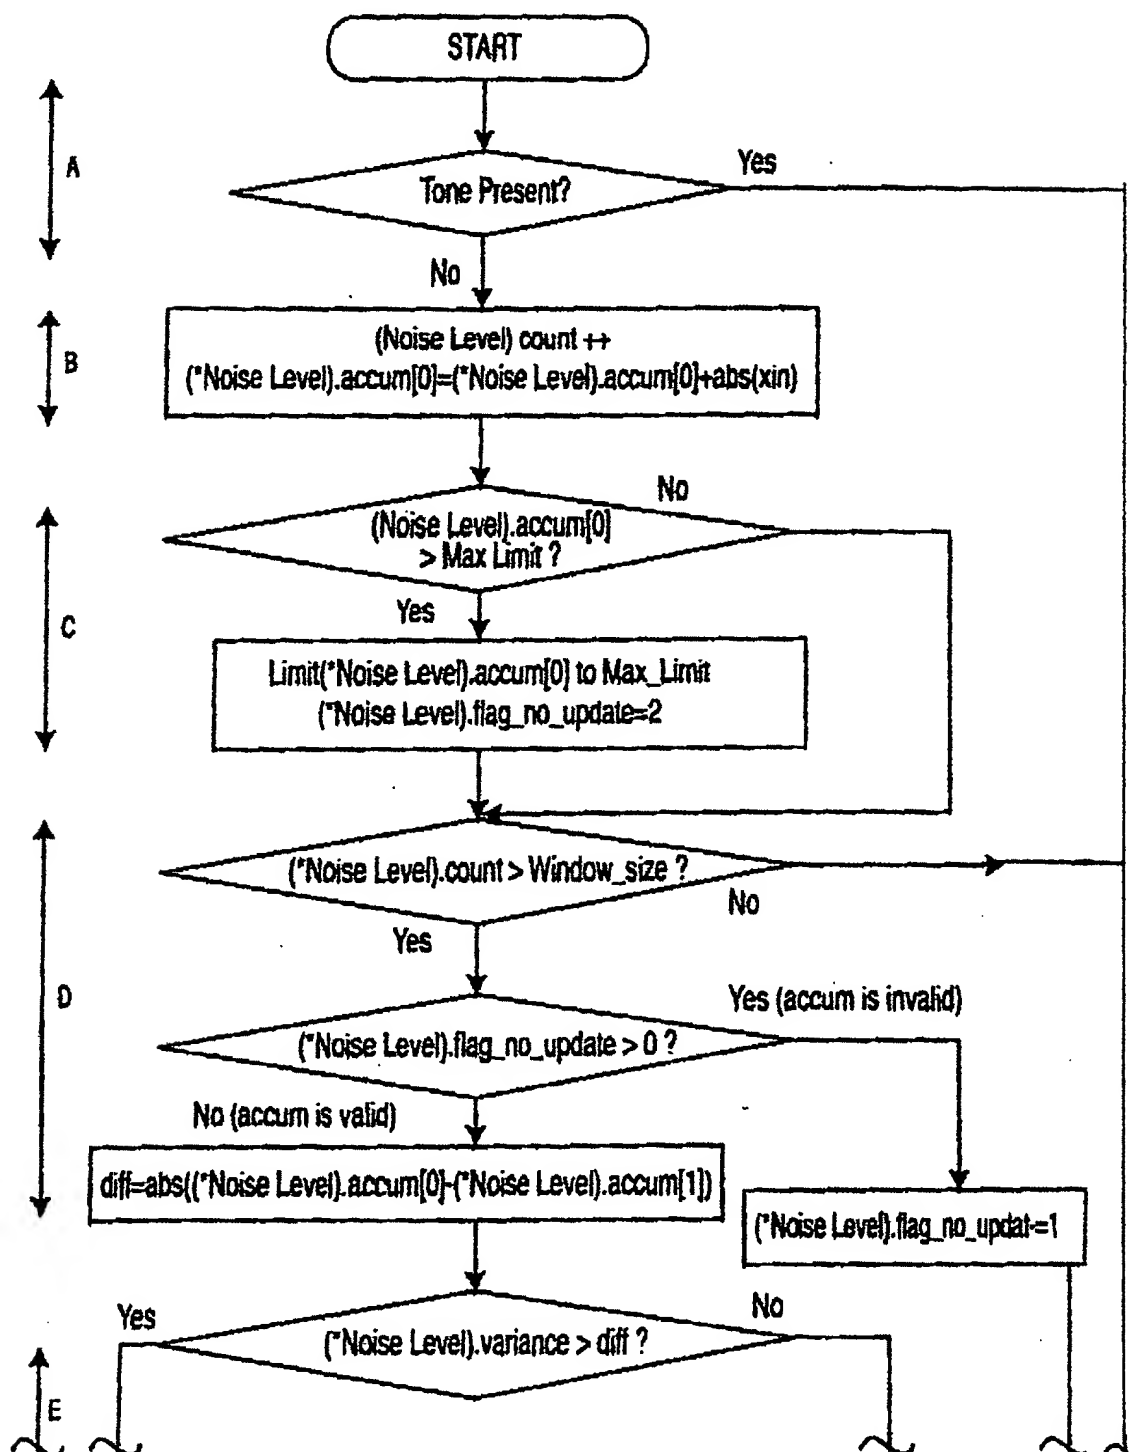 START
A
Yes
Tone Present?
No
B
(Noise Level) count ++
(*Noise Level).accum[0]=(*Noise Level).accum[0]+abs(xin)
No
(Noise Level).accum[0]
> Max Limit ?
C
Yes
Limit(*Noise Level).accum[0] to Max_Limit
(*Noise Level).flag_no_update=2
(*Noise Level).count > Window_size ?
No
Yes
D
Yes (accum is invalid)
(*Noise Level).flag_no_update > 0 ?
No (accum is valid)
diff=abs((*Noise Level).accum[0]-(*Noise Level).accum[1])
(*Noise Level).flag_no_updat-=1
Yes
No
(*Noise Level).variance > diff ?
E